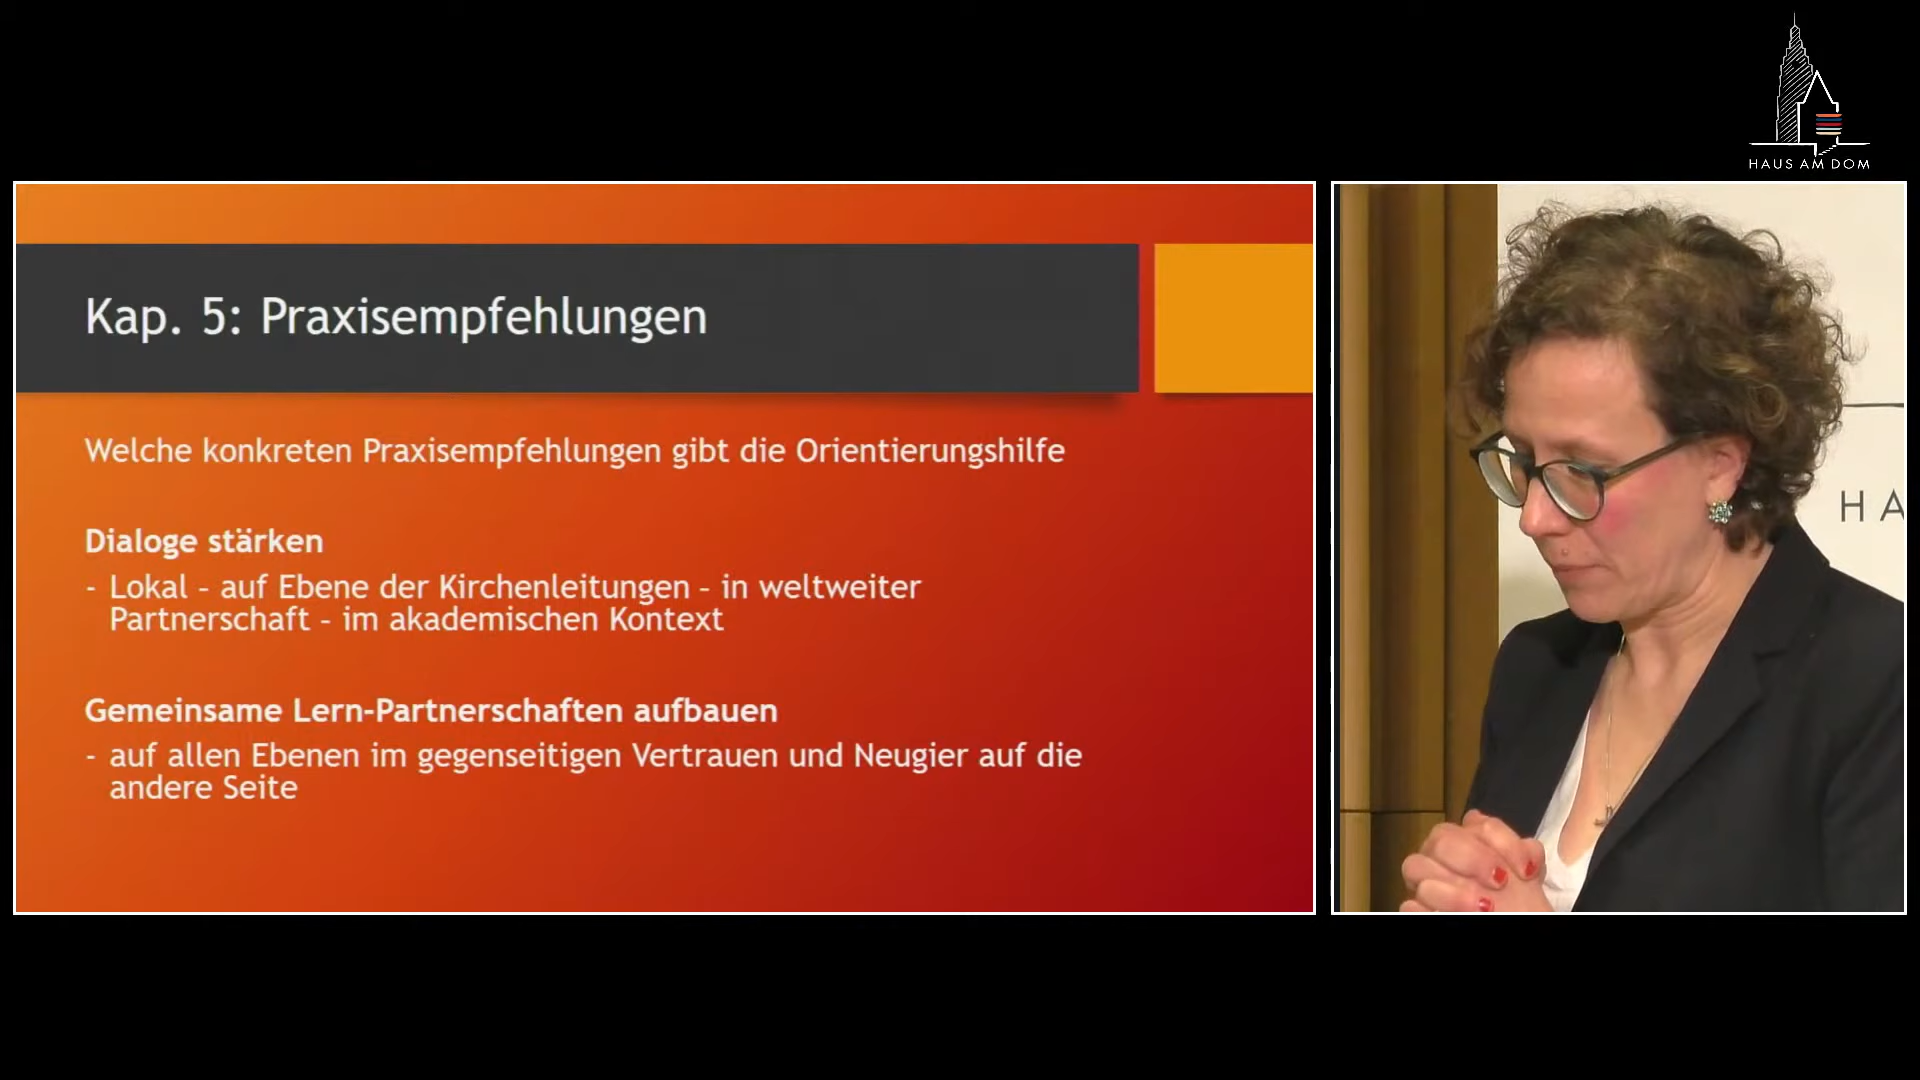 HAUS AM DOM
Kap. 5: Praxisempfehlungen
Welche konkreten Praxisempfehlungen gibt die Orientierungshilfe
Dialoge stärken
- Lokal – auf Ebene der Kirchenleitungen – in weltweiter
Partnerschaft – im akademischen Kontext
Gemeinsame Lern-Partnerschaften aufbauen
- auf allen Ebenen im gegenseitigen Vertrauen und Neugier auf die
andere Seite
HA